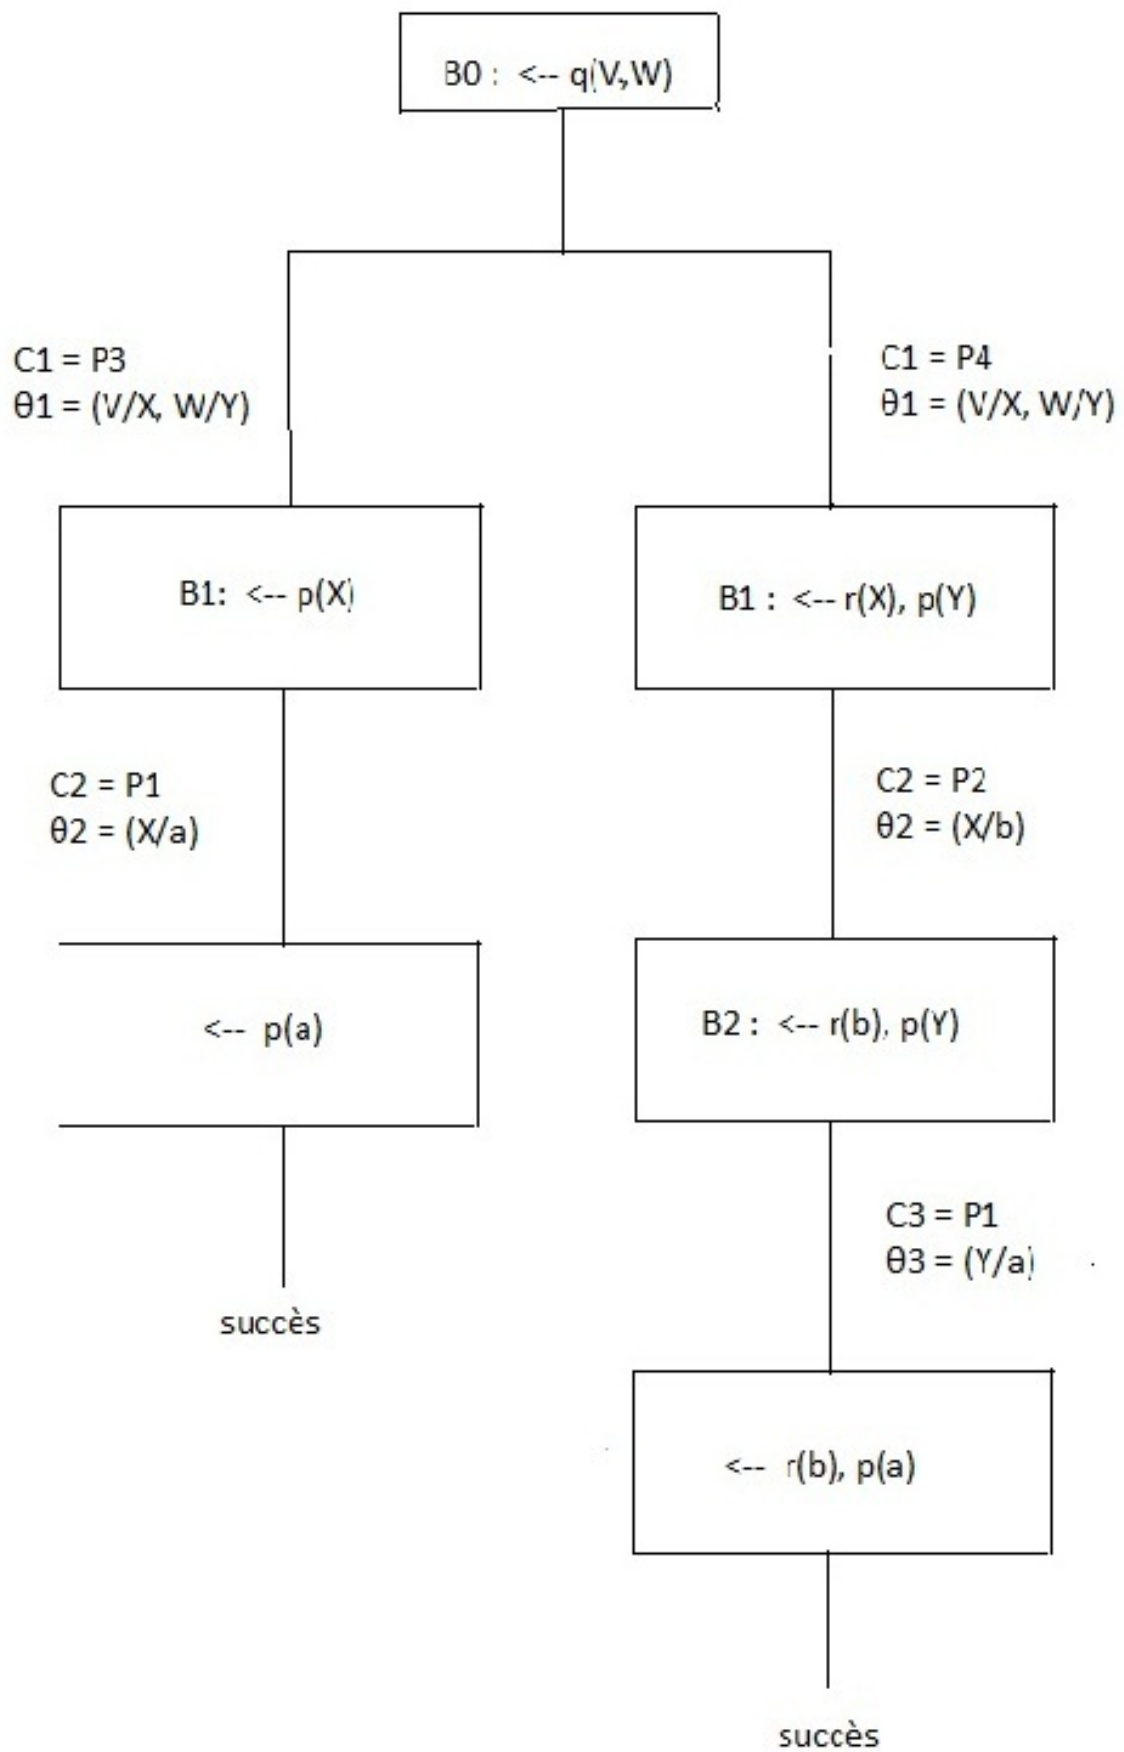 B0 : <-- q(V,W)
C1 = P3
θ1 = (V/X, W/Y)
C1 = P4
θ1 = (V/X, W/Y)
B1: <-- p(X)
B1 : <-- r(X), p(Y)
C2 = P1
θ2 = (X/a)
C2 = P2
θ2 = (X/b)
<-- p(a)
B2 : <-- r(b), p(Y)
C3 = P1
θ3 = (Y/a)
succès
<-- r(b), p(a)
succès